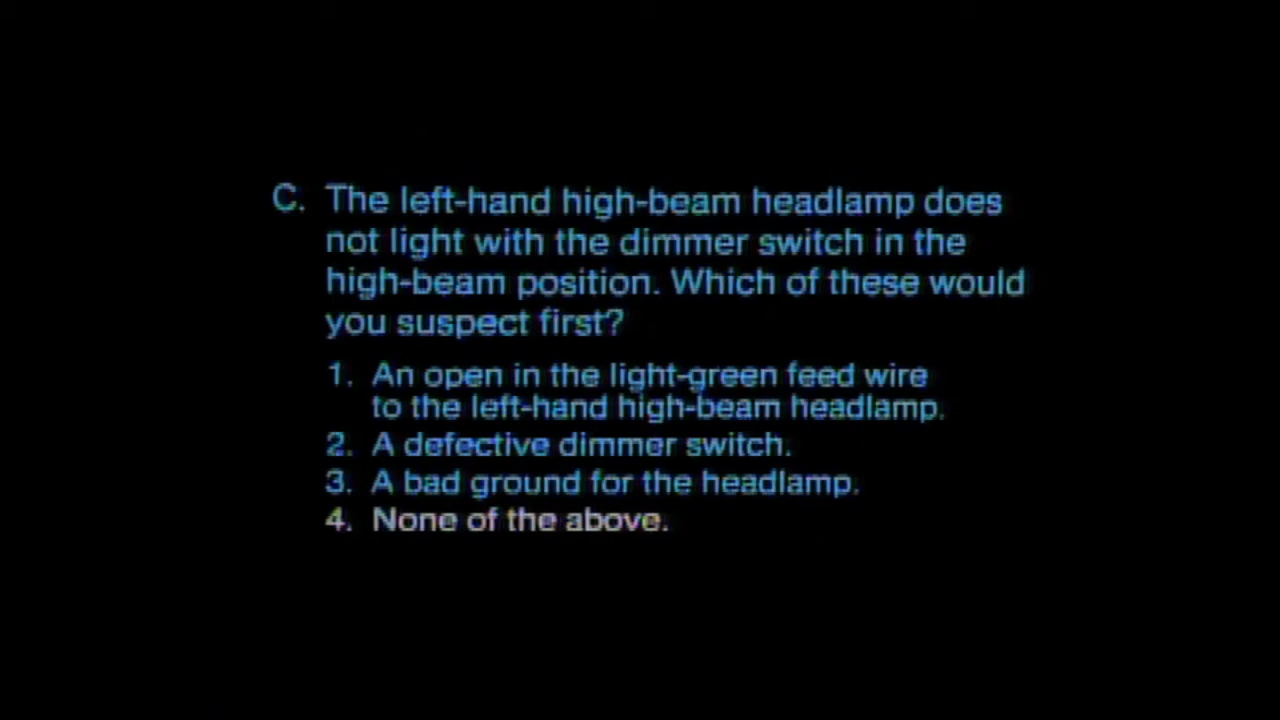 C. The left-hand high-beam headlamp does
not light with the dimmer switch in the
high-beam position. Which of these would
you suspect first?
1. An open in the light-green feed wire
to the left-hand high-beam headlamp.
2. A defective dimmer switch.
3. A bad ground for the headlamp.
4. None of the above.